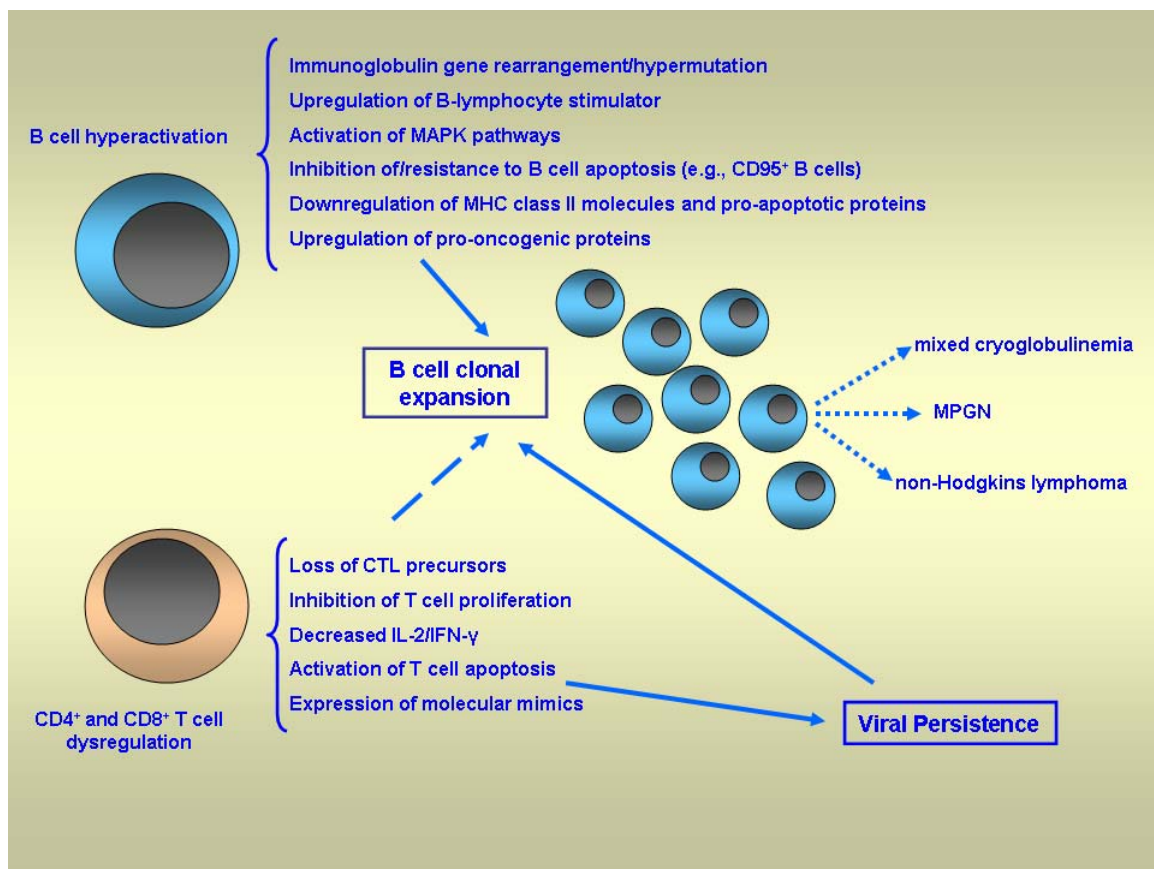 Immunoglobulin gene rearrangement/hypermutation
Upregulation of B-lymphocyte stimulator
B cell hyperactivation
Activation of MAPK pathways
Inhibition of/resistance to B cell apoptosis (e.g., CD95⁺ B cells)
Downregulation of MHC class II molecules and pro-apoptotic proteins
Upregulation of pro-oncogenic proteins
B cell clonal
expansion
mixed cryoglobulinemia
MPGN
non-Hodgkins lymphoma
Loss of CTL precursors
Inhibition of T cell proliferation
Decreased IL-2/IFN-γ
Activation of T cell apoptosis
Expression of molecular mimics
CD4⁺ and CD8⁺ T cell
dysregulation
Viral Persistence